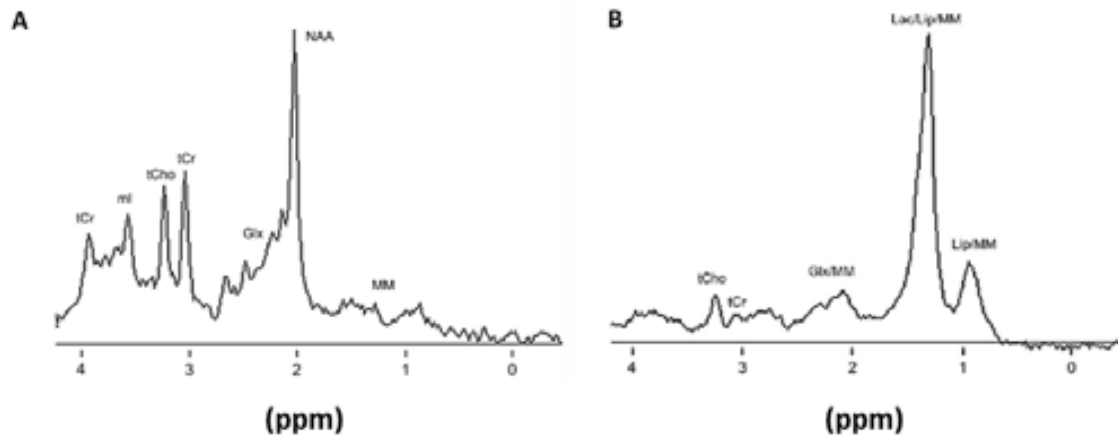 A
NAA
tCr
mI
tCho
tCr
Glx
MM
4 3 2 1 0
(ppm)
B
Lac/Lip/MM
tCho
tCr
Glx/MM
Lip/MM
4 3 2 1 0
(ppm)